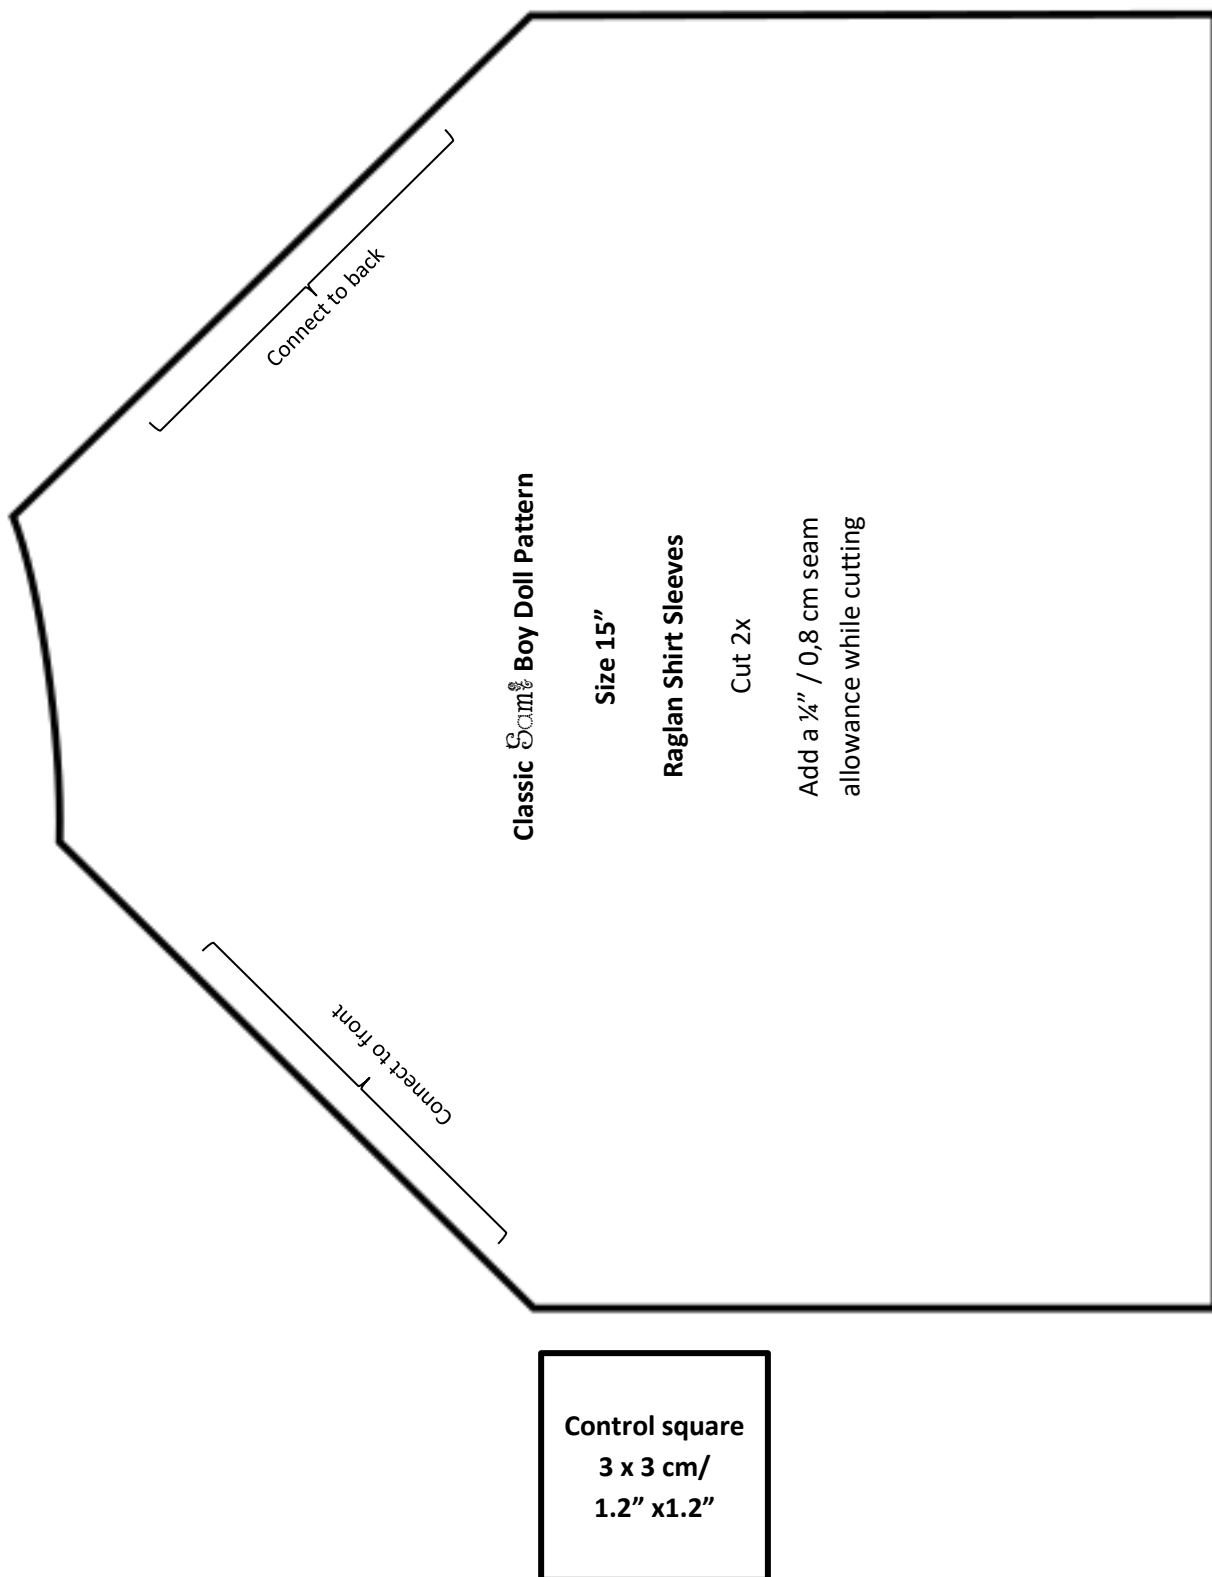 Connect to back
Classic Sami Boy Doll Pattern
Size 15”
Raglan Shirt Sleeves
Cut 2x
Add a ¼” / 0,8 cm seam
allowance while cutting
Connect to front
Control square
3 x 3 cm/
1.2” x1.2”